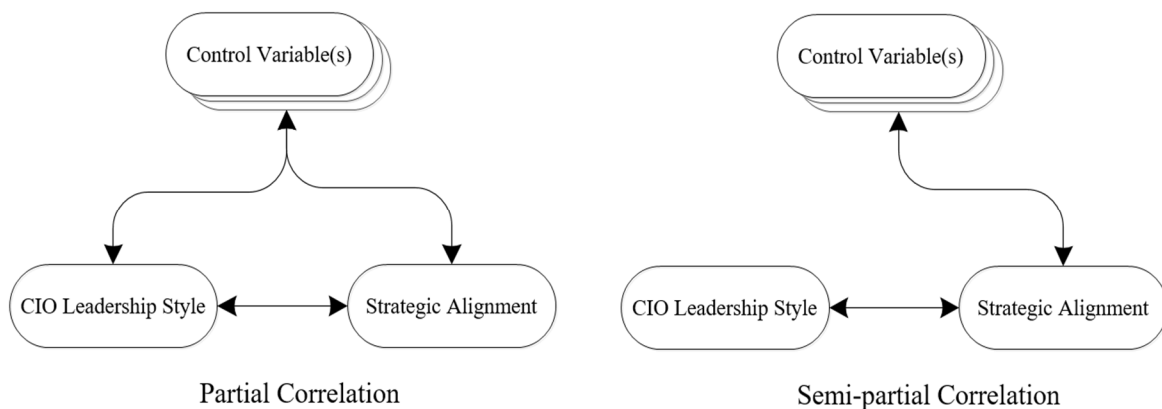 Control Variable(s)
CIO Leadership Style
Strategic Alignment
Partial Correlation
Control Variable(s)
CIO Leadership Style
Strategic Alignment
Semi-partial Correlation